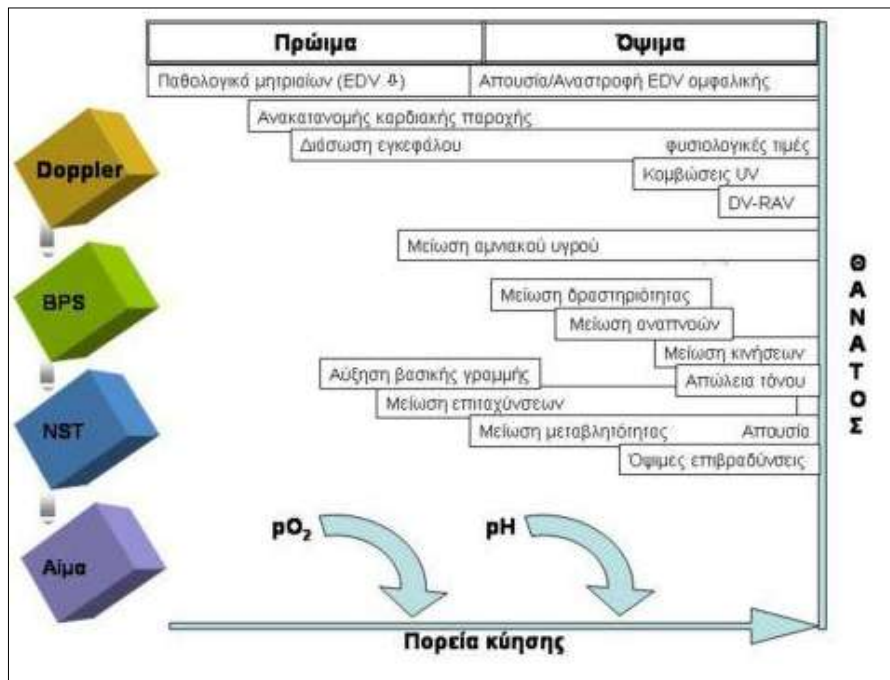 Πρώιμα Όψιμα
Παθολογικά μητριαίων (EDV ⇩) Απουσία/Αναστροφή EDV ομφαλικής
Ανακατανομής καρδιακής παροχής
Διάσωση εγκεφάλου φυσιολογικές τιμές
Doppler
Κομβώσεις UV
DV-RAV
Μείωση αμνιακού υγρού
BPS
Μείωση δραστηριότητας
Μείωση αναπνοών
Μείωση κινήσεων
Αύξηση βασικής γραμμής Απώλεια τόνου
Μείωση επιταχύνσεων
NST
Μείωση μεταβλητότητας Απουσία
Όψιμες επιβραδύνσεις
pO₂ pH
Αίμα
Πορεία κύησης
ΘΑΝΑΤΟΣ